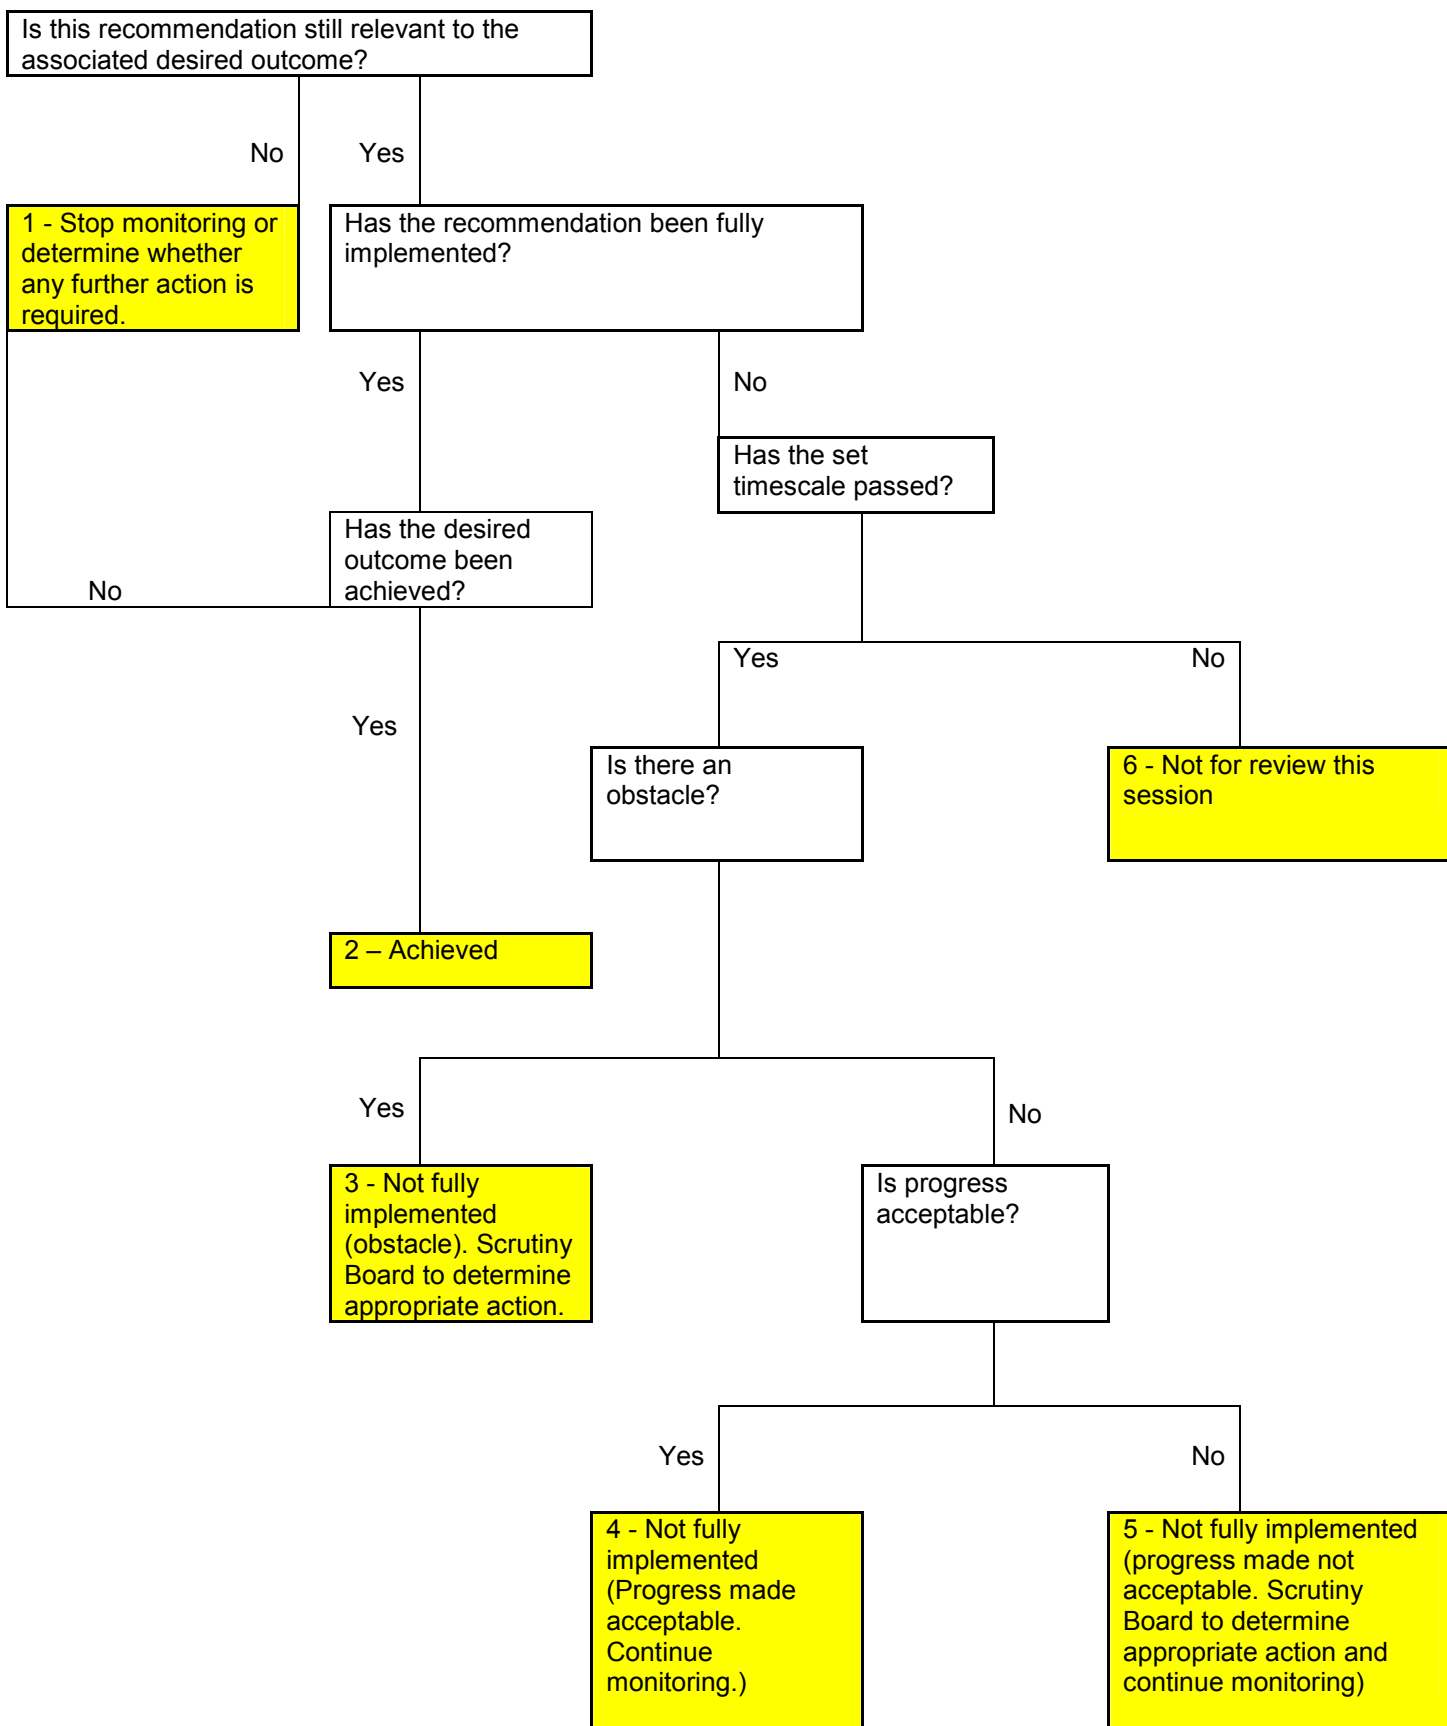 Is this recommendation still relevant to the
associated desired outcome?
No
Yes
1 - Stop monitoring or
determine whether
any further action is
required.
Has the recommendation been fully
implemented?
Yes
No
Has the set
timescale passed?
Has the desired
outcome been
achieved?
No
Yes
No
Yes
Is there an
obstacle?
6 - Not for review this
session
2 – Achieved
Yes
No
3 - Not fully
implemented
(obstacle). Scrutiny
Board to determine
appropriate action.
Is progress
acceptable?
Yes
No
4 - Not fully
implemented
(Progress made
acceptable.
Continue
monitoring.)
5 - Not fully implemented
(progress made not
acceptable. Scrutiny
Board to determine
appropriate action and
continue monitoring)